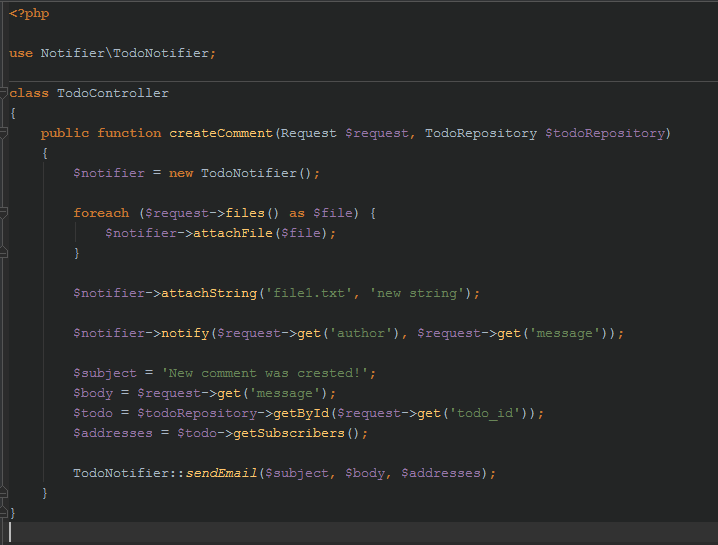 <?php
use Notifier\TodoNotifier;
class TodoController
{
public function createComment(Request $request, TodoRepository $todoRepository)
{
$notifier = new TodoNotifier();
foreach ($request->files() as $file) {
$notifier->attachFile($file);
}
$notifier->attachString('file1.txt', 'new string');
$notifier->notify($request->get('author'), $request->get('message'));
$subject = 'New comment was crested!';
$body = $request->get('message');
$todo = $todoRepository->getById($request->get('todo_id'));
$addresses = $todo->getSubscribers();
TodoNotifier::sendEmail($subject, $body, $addresses);
}
}